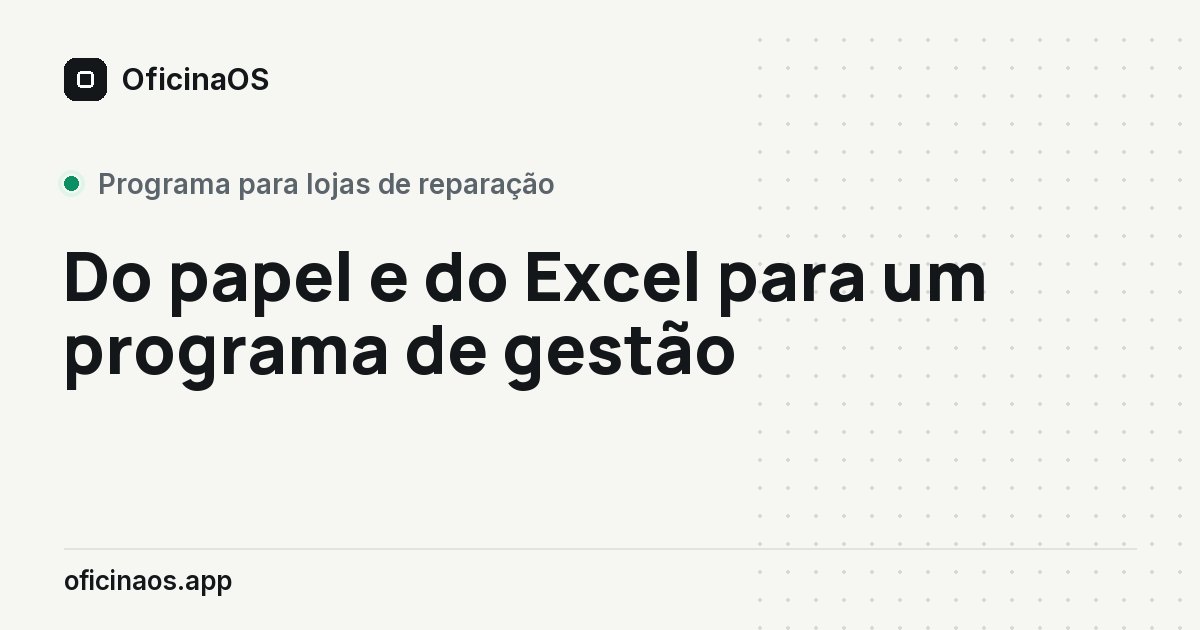 OficinaOS
Programa para lojas de reparação
Do papel e do Excel para um
programa de gestão
oficinaos.app